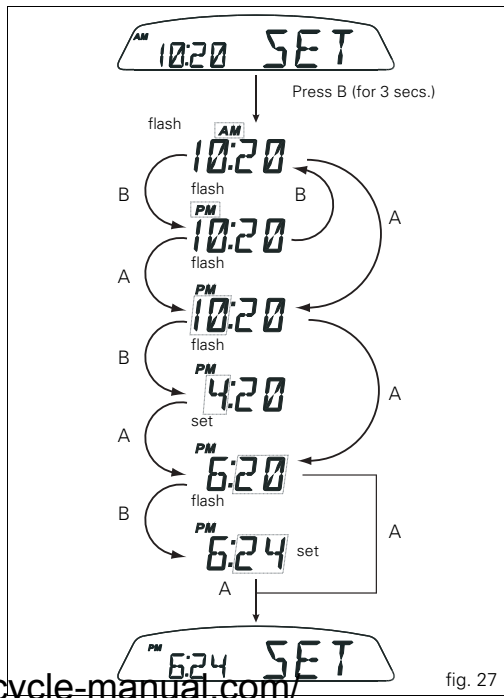 AM 10:20 SET
Press B (for 3 secs.)
flash
AM
10:20
B
flash
B
A
PM
10:20
A
flash
PM
10:20
B
flash
A
PM
4:20
A
set
PM
6:20
B
flash
A
PM
6:24 set
A
PM 6:24 SET
cycle-manual.com/
fig. 27